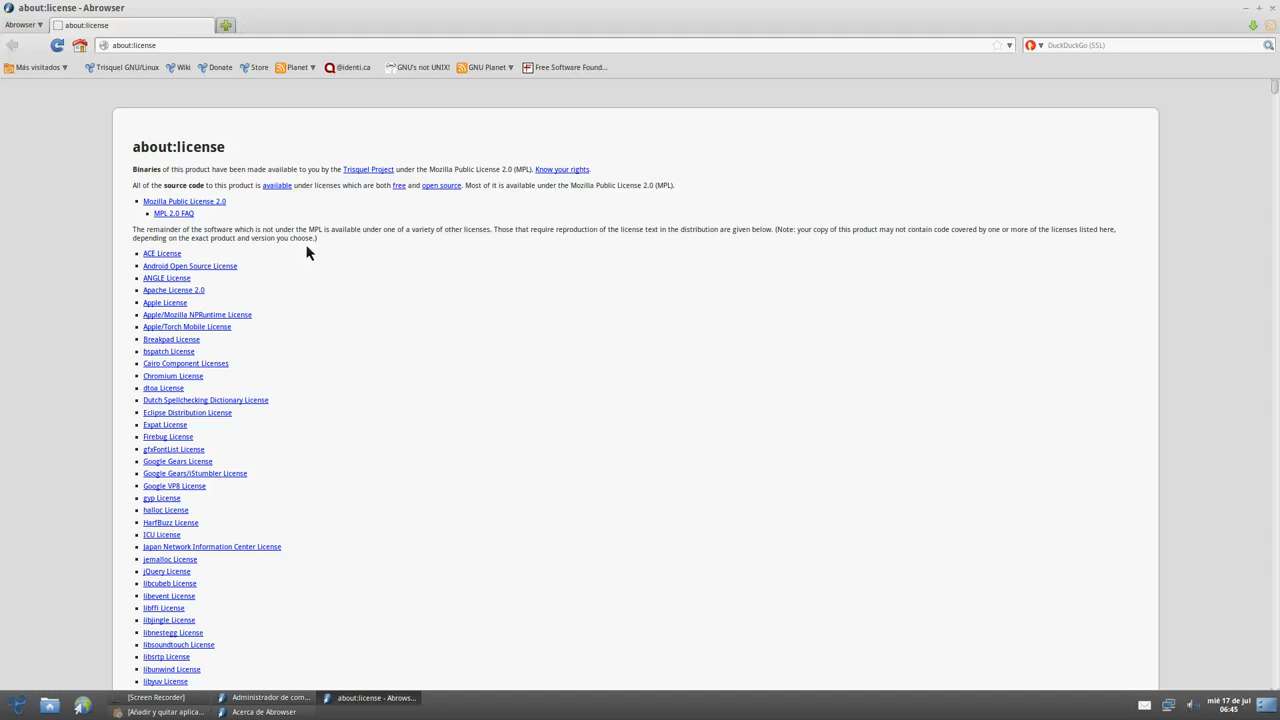 about:license - Abrowser
Abrowser
about:license
about:license
DuckDuckGo (SSL)
Más visitados
Trisquel GNU/Linux
Wiki
Donate
Store
Planet
@identi.ca
GNU's not UNIX!
GNU Planet
Free Software Found...
about:license
Binaries of this product have been made available to you by the Trisquel Project under the Mozilla Public License 2.0 (MPL). Know your rights.
All of the source code to this product is available under licenses which are both free and open source. Most of it is available under the Mozilla Public License 2.0 (MPL).
Mozilla Public License 2.0
MPL 2.0 FAQ
The remainder of the software which is not under the MPL is available under one of a variety of other licenses. Those that require reproduction of the license text in the distribution are given below. (Note: your copy of this product may not contain code covered by one or more of the licenses listed here,
depending on the exact product and version you choose.)
ACE License
Android Open Source License
ANGLE License
Apache License 2.0
Apple License
Apple/Mozilla NPRuntime License
Apple/Torch Mobile License
Breakpad License
bspatch License
Cairo Component Licenses
Chromium License
dtoa License
Dutch Spellchecking Dictionary License
Eclipse Distribution License
Expat License
Firebug License
gfxFontList License
Google Gears License
Google Gears/iStumbler License
Google VP8 License
gyp License
halloc License
HarfBuzz License
ICU License
Japan Network Information Center License
jemalloc License
jQuery License
libcubeb License
libevent License
libffi License
libjingle License
libnestegg License
libsoundtouch License
libsrtp License
libunwind License
libyuv License
[Screen Recorder]
Administrador de com...
about:license - Abrows...
[Añadir y quitar aplica...
Acerca de Abrowser
mié 17 de jul
06:45